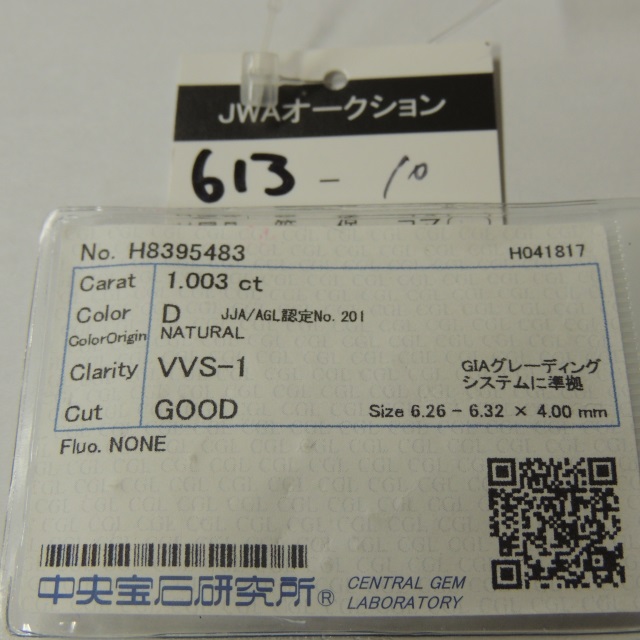 JWAオークション
613 - 10
No. H8395483
H041817
Carat 1.003 ct
Color D JJA/AGL認定No. 201
ColorOrigin NATURAL
Clarity VVS-1
GIAグレーディング
システムに準拠
Cut GOOD Size 6.26 - 6.32 × 4.00 mm
Fluo. NONE
中央宝石研究所® CENTRAL GEM
LABORATORY